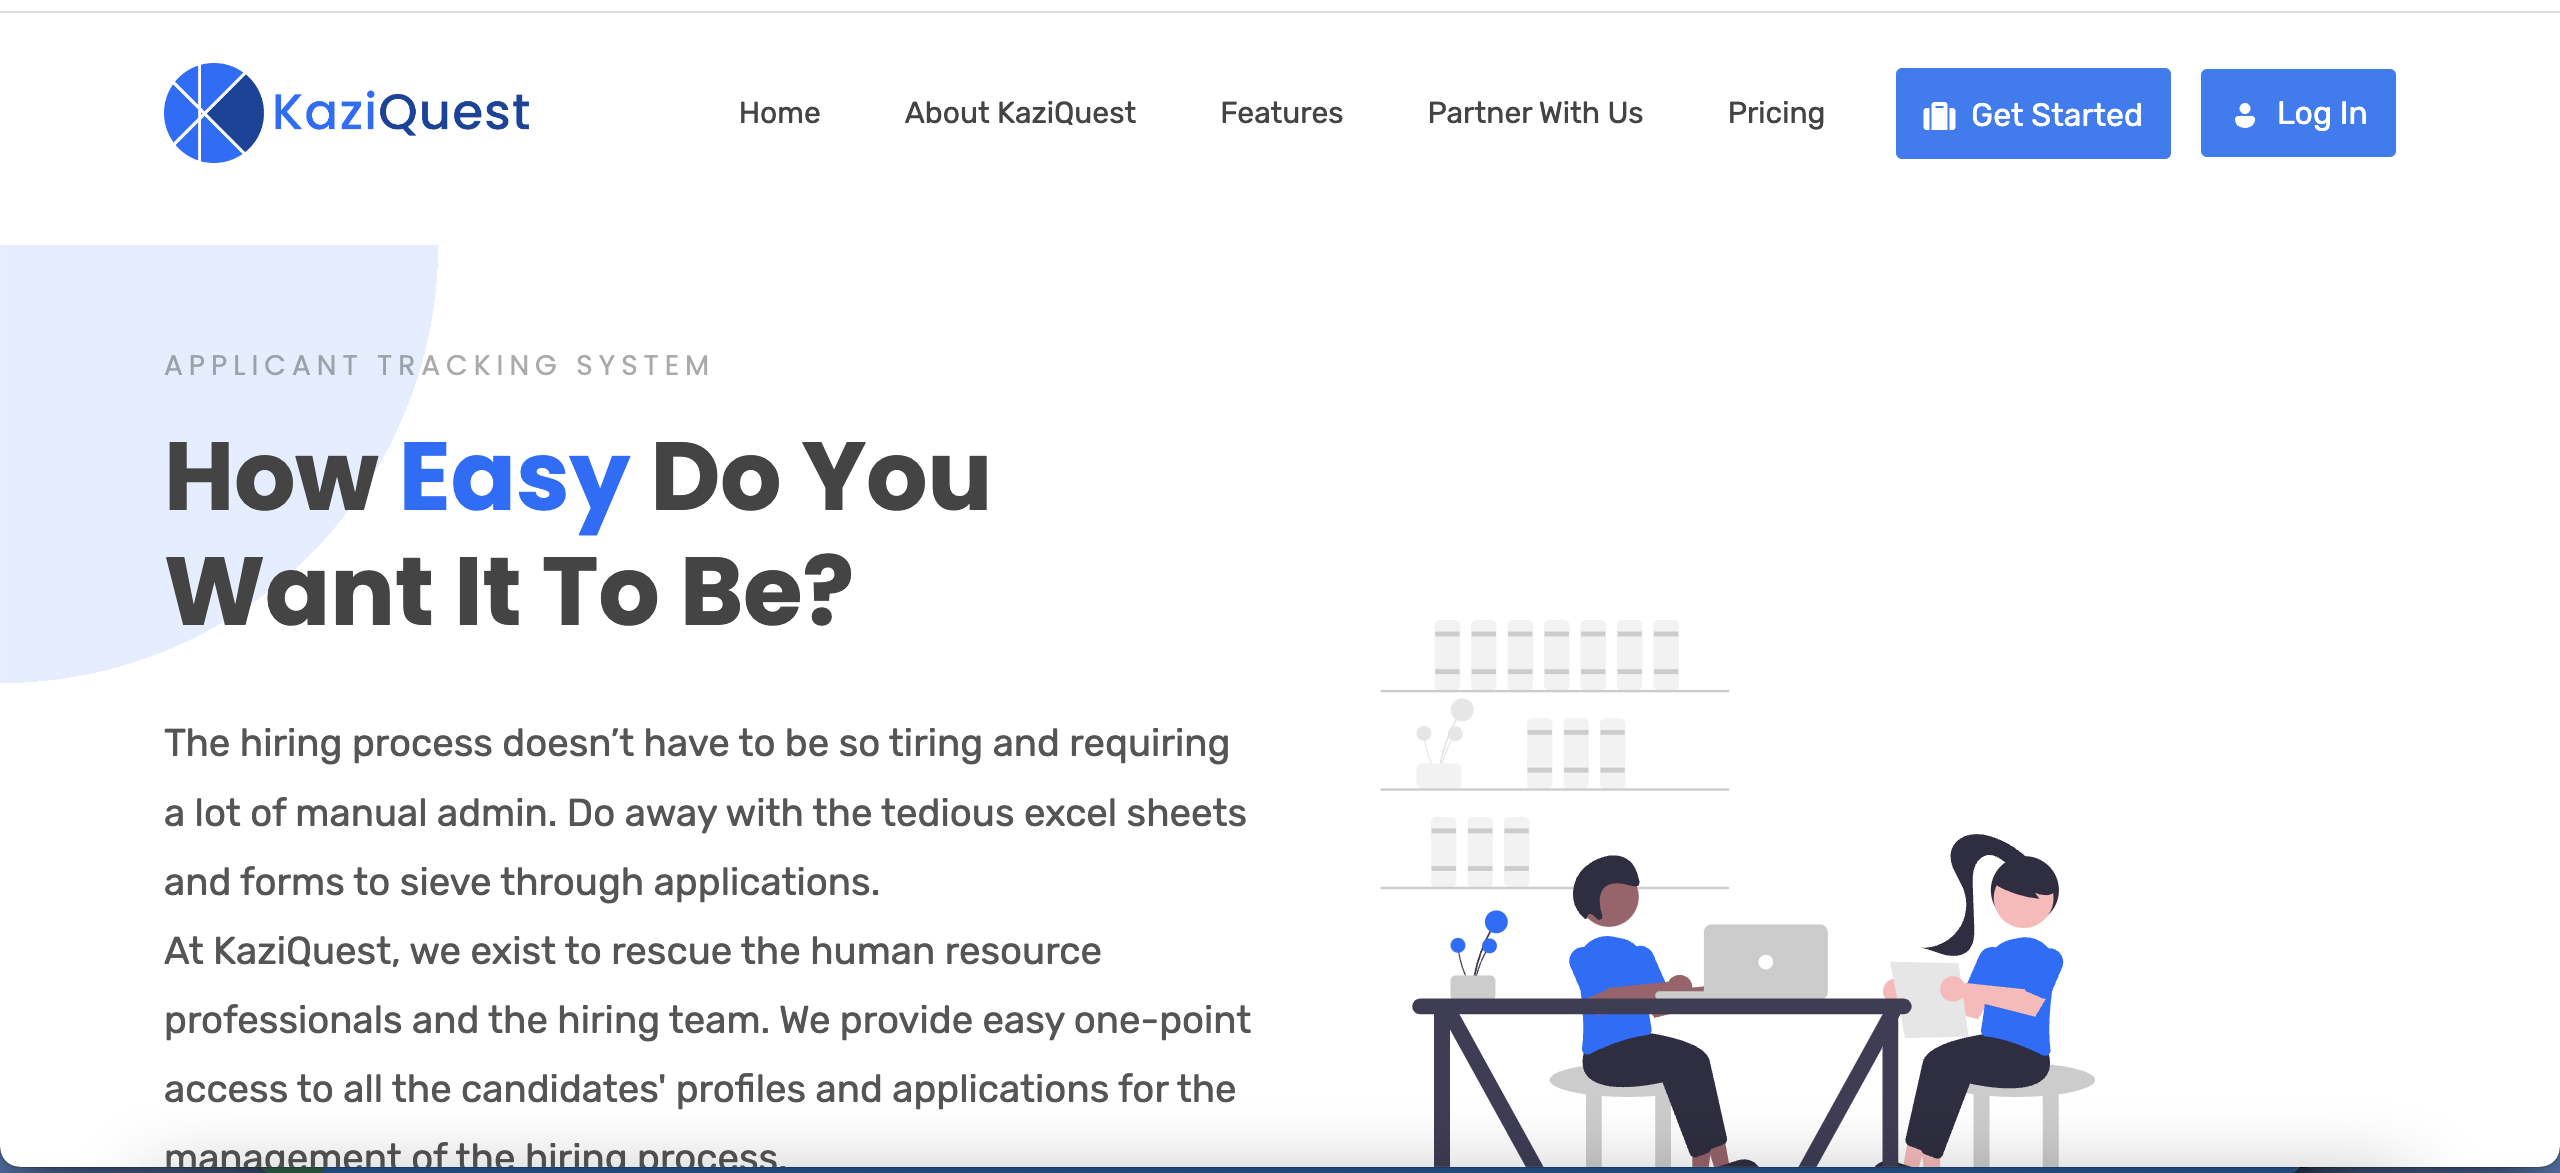 KaziQuest
Home
About KaziQuest
Features
Partner With Us
Pricing
Get Started
Log In
APPLICANT TRACKING SYSTEM
How Easy Do You
Want It To Be?
The hiring process doesn’t have to be so tiring and requiring
a lot of manual admin. Do away with the tedious excel sheets
and forms to sieve through applications.
At KaziQuest, we exist to rescue the human resource
professionals and the hiring team. We provide easy one-point
access to all the candidates' profiles and applications for the
management of the hiring process.